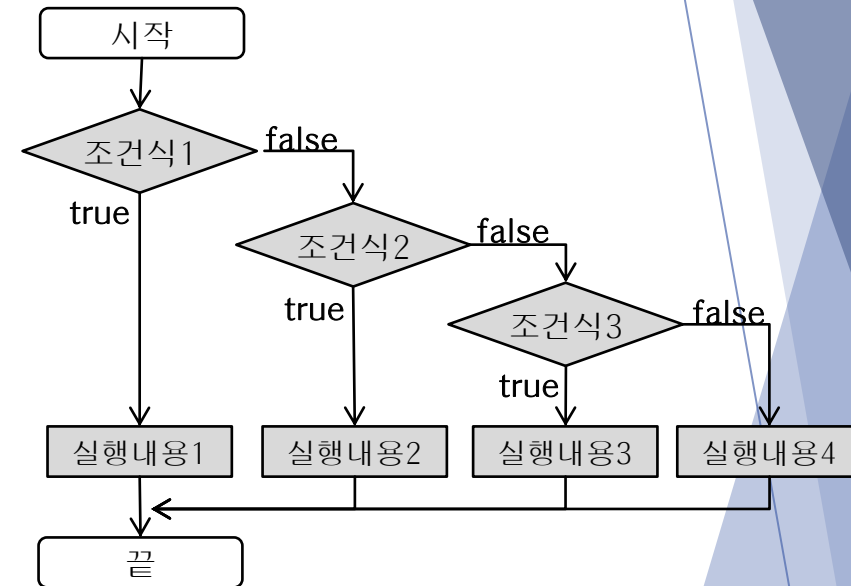 시작
조건식1
false
true
조건식2
false
true
조건식3
false
true
실행내용1
실행내용2
실행내용3
실행내용4
끝